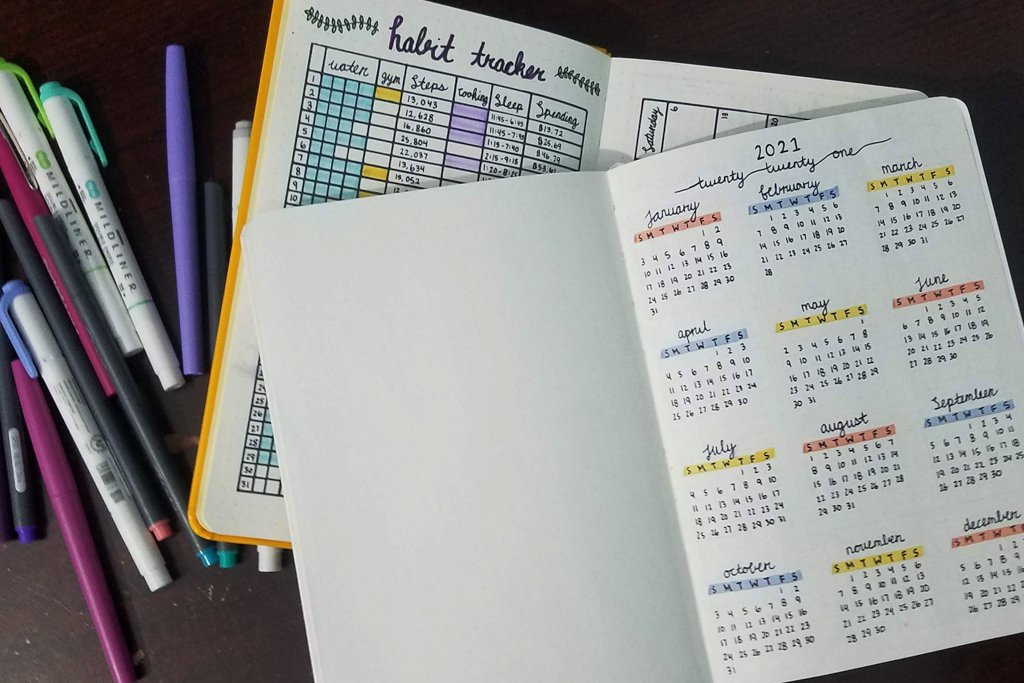 habit tracker
water gym Steps cooking Sleep Spending
1 13,043 11:45-6:45 $13.72
2 12,628
3 16,860 1:15-7:40
4 25,804 2:15-9:15
5 22,037
6 13,634
7 15,052
8
9
10
24
25
26
27
28
29
30
31
Saturday 6 13 20
MILDLINER
MILDLINER
2021
twenty twenty one
january
S M T W T F S
1 2
3 4 5 6 7 8 9
10 11 12 13 14 15 16
17 18 19 20 21 22 23
24 25 26 27 28 29 30
31
february
S M T W T F S
1 2 3 4 5 6
7 8 9 10 11 12 13
14 15 16 17 18 19 20
21 22 23 24 25 26 27
28
march
S M T W T F S
1 2 3 4 5 6
7 8 9 10 11 12 13
14 15 16 17 18 19 20
21 22 23 24 25 26 27
28 29 30 31
april
S M T W T F S
1 2 3
4 5 6 7 8 9 10
11 12 13 14 15 16 17
18 19 20 21 22 23 24
25 26 27 28 29 30
may
S M T W T F S
1
2 3 4 5 6 7 8
9 10 11 12 13 14 15
16 17 18 19 20 21 22
23 24 25 26 27 28 29
30 31
june
S M T W T F S
1 2 3 4 5
6 7 8 9 10 11 12
13 14 15 16 17 18 19
20 21 22 23 24 25 26
27 28 29 30
july
S M T W T F S
1 2 3
4 5 6 7 8 9 10
11 12 13 14 15 16 17
18 19 20 21 22 23 24
25 26 27 28 29 30 31
august
S M T W T F S
1 2 3 4 5 6 7
8 9 10 11 12 13 14
15 16 17 18 19 20 21
22 23 24 25 26 27 28
29 30 31
September
S M T W T F S
1 2 3 4
5 6 7 8 9 10 11
12 13 14 15 16 17 18
19 20 21 22 23 24 25
26 27 28 29 30
october
S M T W T F S
1 2
3 4 5 6 7 8 9
10 11 12 13 14 15 16
17 18 19 20 21 22 23
24 25 26 27 28 29 30
31
november
S M T W T F S
1 2 3 4 5 6
7 8 9 10 11 12 13
14 15 16 17 18 19 20
21 22 23 24 25 26 27
28 29 30
december
S M T W T F S
1 2
5 6 7 8 9
12 13 14 15 16
19 20 21 22 23
26 27 28 29